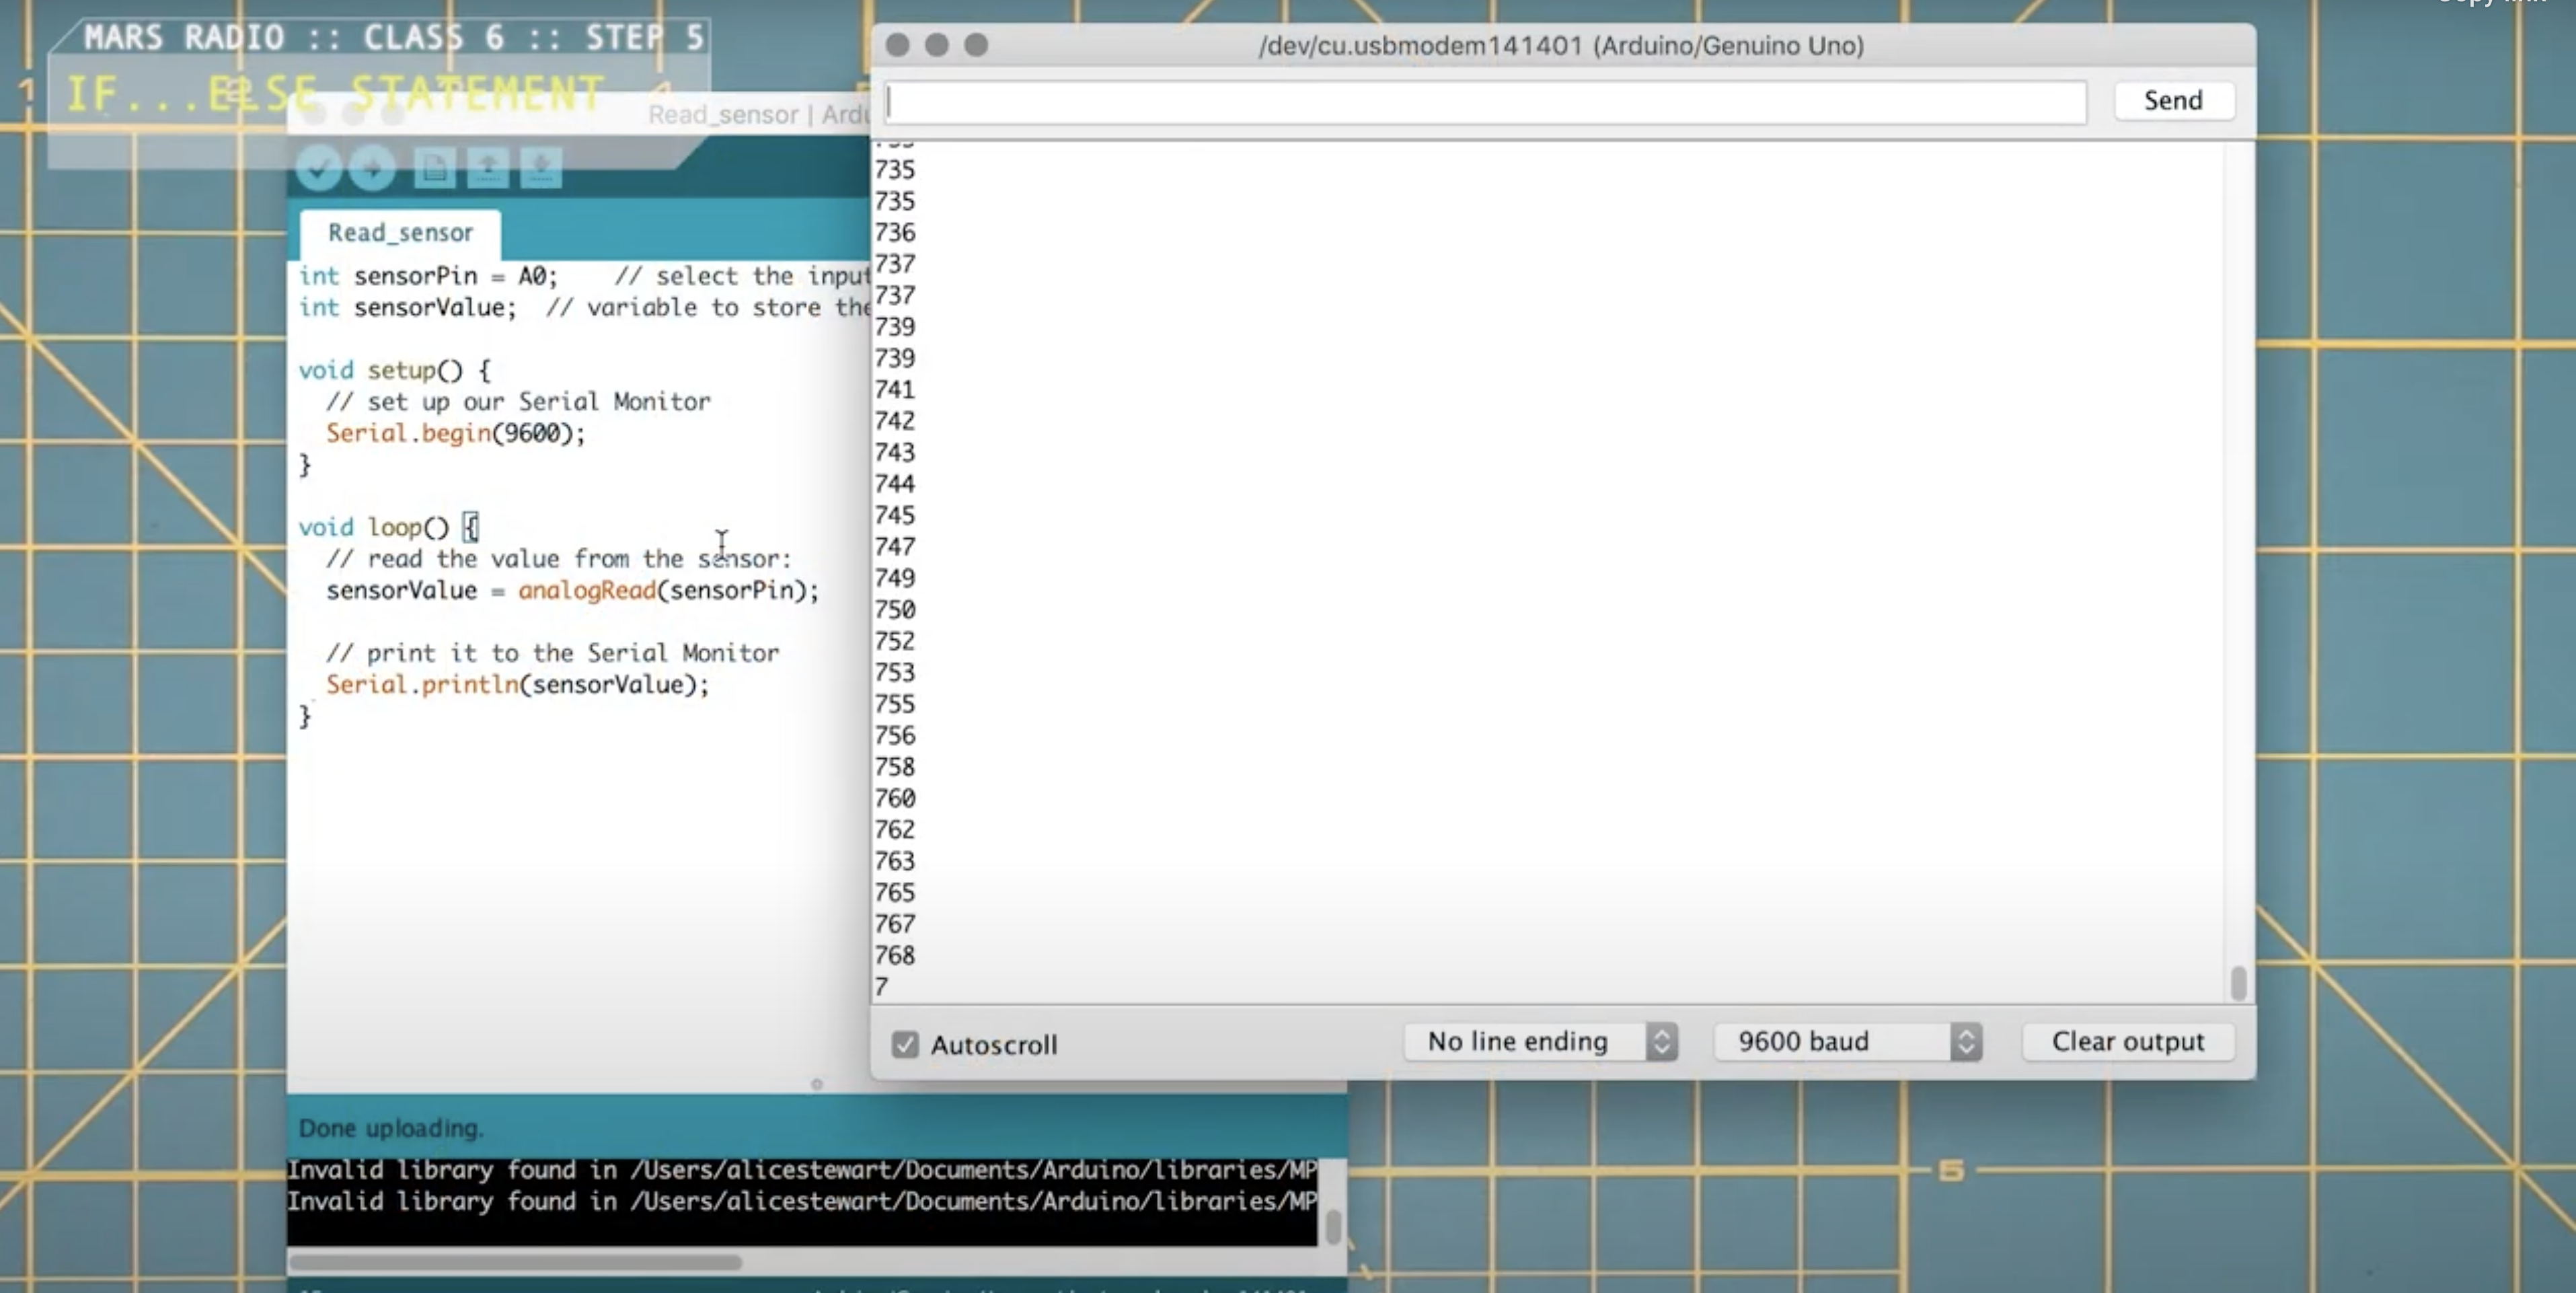 MARS RADIO :: CLASS 6 :: STEP 5
IF...ELSE STATEMENT
Read_sensor |
Read_sensor
int sensorPin = A0;    // select the input
int sensorValue;  // variable to store the
void setup() {
// set up our Serial Monitor
Serial.begin(9600);
}
void loop() {
// read the value from the sensor:
sensorValue = analogRead(sensorPin);
// print it to the Serial Monitor
Serial.println(sensorValue);
}
Done uploading.
Invalid library found in /Users/alicestewart/Documents/Arduino/libraries/MP
Invalid library found in /Users/alicestewart/Documents/Arduino/libraries/MP
/dev/cu.usbmodem141401 (Arduino/Genuino Uno)
Send
735
735
736
737
737
739
739
741
742
743
744
745
747
749
750
752
753
755
756
758
760
762
763
765
767
768
7
Autoscroll
No line ending
9600 baud
Clear output
1
2
4
5